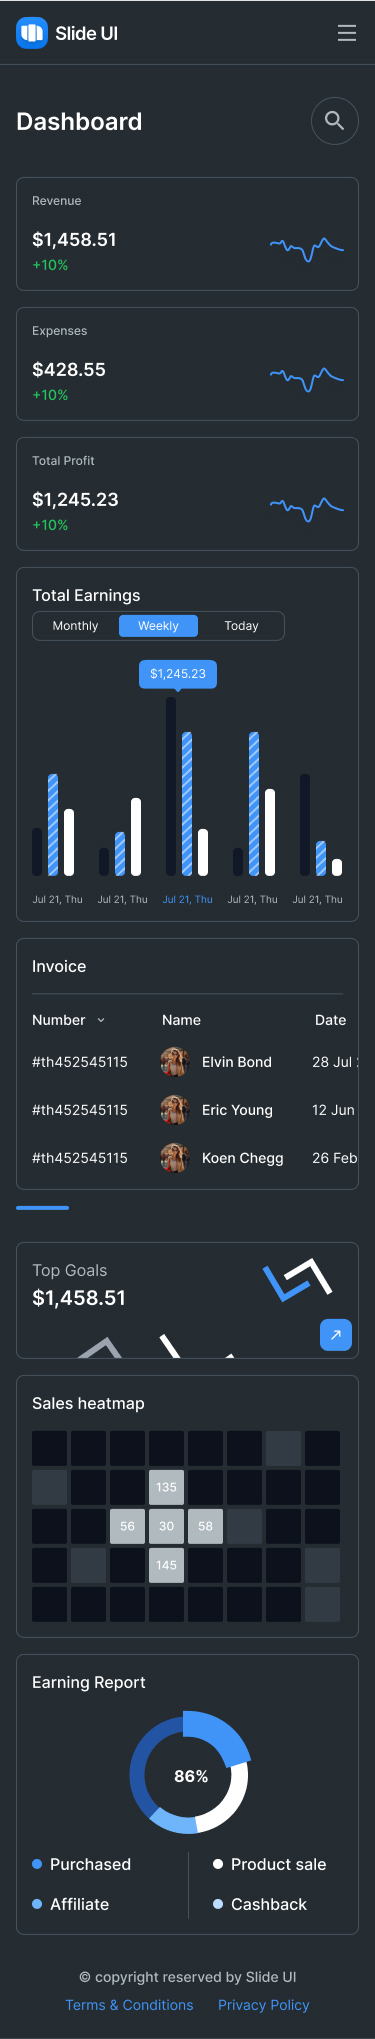 Slide UI
Dashboard
Revenue
$1,458.51
+10%
Expenses
$428.55
+10%
Total Profit
$1,245.23
+10%
Total Earnings
Monthly Weekly Today
$1,245.23
Jul 21, Thu Jul 21, Thu Jul 21, Thu Jul 21, Thu Jul 21, Thu
Invoice
Number Name Date
#th452545115 Elvin Bond 28 Jul
#th452545115 Eric Young 12 Jun
#th452545115 Koen Chegg 26 Feb
Top Goals
$1,458.51
Sales heatmap
135
56 30 58
145
Earning Report
86%
Purchased Product sale
Affiliate Cashback
© copyright reserved by Slide UI
Terms & Conditions Privacy Policy